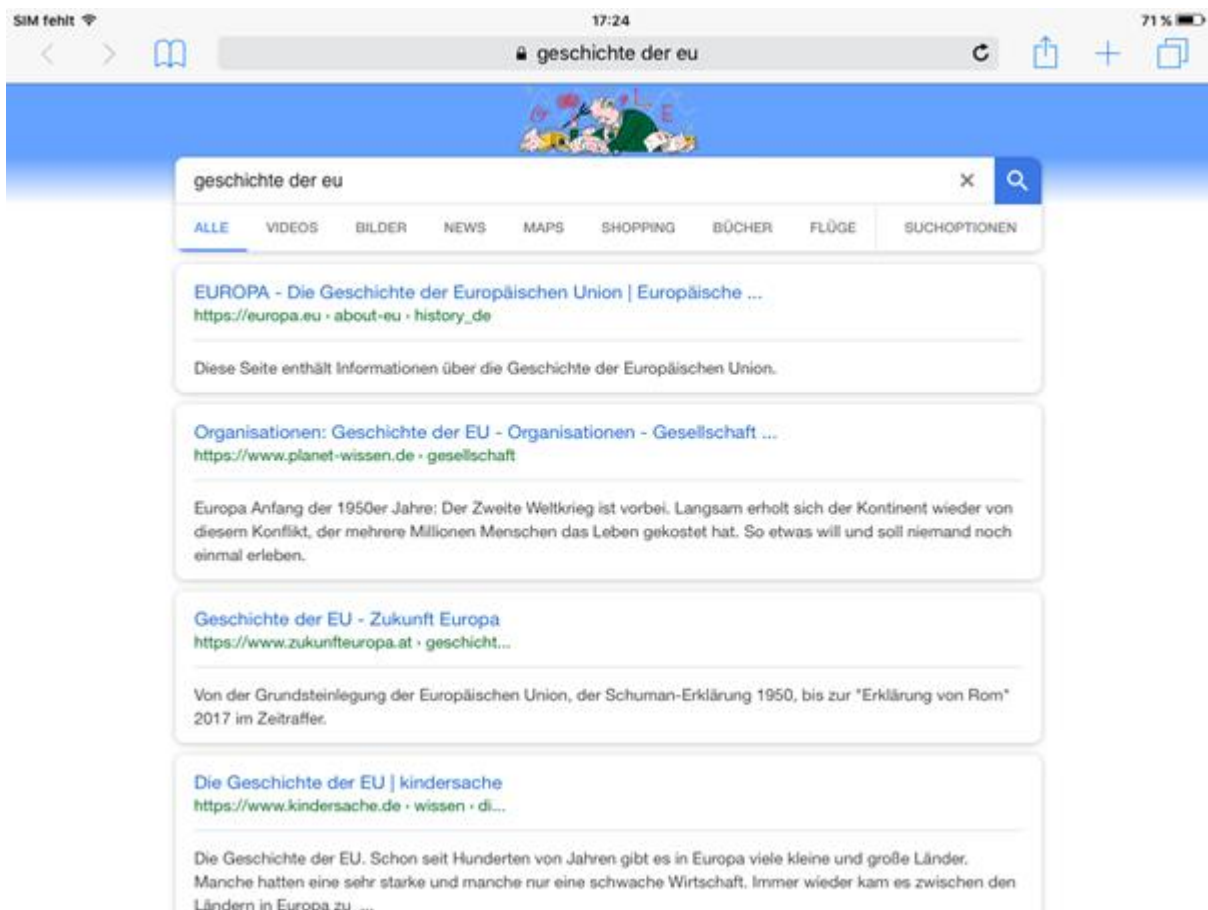 SIM fehlt 17:24 71 %
geschichte der eu
G L E
geschichte der eu
ALLE VIDEOS BILDER NEWS MAPS SHOPPING BÜCHER FLÜGE SUCHOPTIONEN
EUROPA - Die Geschichte der Europäischen Union | Europäische ...
https://europa.eu › about-eu › history_de
Diese Seite enthält Informationen über die Geschichte der Europäischen Union.
Organisationen: Geschichte der EU - Organisationen - Gesellschaft ...
https://www.planet-wissen.de › gesellschaft
Europa Anfang der 1950er Jahre: Der Zweite Weltkrieg ist vorbei. Langsam erholt sich der Kontinent wieder von
diesem Konflikt, der mehrere Millionen Menschen das Leben gekostet hat. So etwas will und soll niemand noch
einmal erleben.
Geschichte der EU - Zukunft Europa
https://www.zukunfteuropa.at › geschicht...
Von der Grundsteinlegung der Europäischen Union, der Schuman-Erklärung 1950, bis zur "Erklärung von Rom"
2017 im Zeitraffer.
Die Geschichte der EU | kindersache
https://www.kindersache.de › wissen › di...
Die Geschichte der EU. Schon seit Hunderten von Jahren gibt es in Europa viele kleine und große Länder.
Manche hatten eine sehr starke und manche nur eine schwache Wirtschaft. Immer wieder kam es zwischen den
Ländern in Europa zu ...